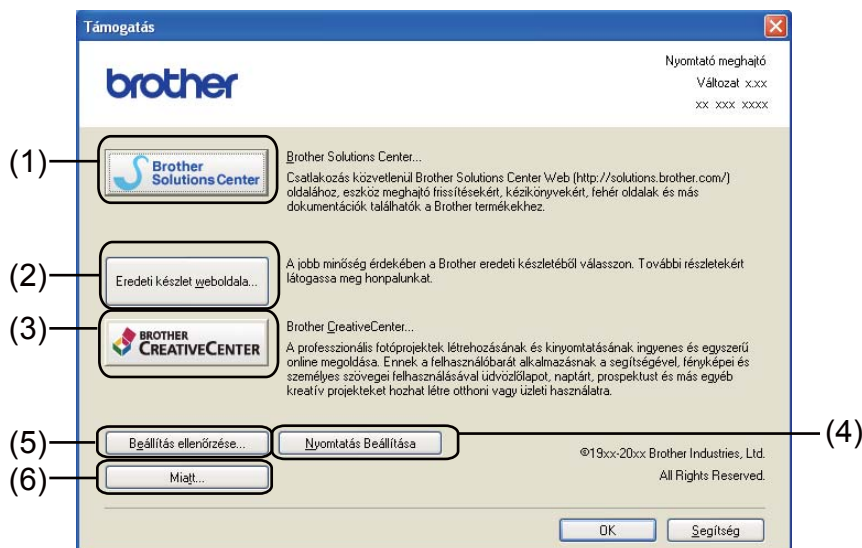 Támogatás
brother
Nyomtató meghajtó
Változat x.xx
xx xxx xxxx
(1)
Brother
Solutions Center
Brother Solutions Center...
Csatlakozás közvetlenül Brother Solutions Center Web (http://solutions.brother.com/)
oldalához, eszköz meghajtó frissítésekért, kézikönyvekért, fehér oldalak és más
dokumentációk találhatók a Brother termékekhez.
(2)
Eredeti készlet weboldala...
A jobb minőség érdekében a Brother eredeti készletéből válasszon. További részletekért
látogassa meg honpalunkat.
(3)
BROTHER
CREATIVECENTER
Brother CreativeCenter...
A professzionális fotóprojektek létrehozásának és kinyomtatásának ingyenes és egyszerű
online megoldása. Ennek a felhasználóbarát alkalmazásnak a segítségével, fényképei és
személyes szövegei felhasználásával üdvözlőlapot, naptárt, prospektust és más egyéb
kreatív projekteket hozhat létre otthoni vagy üzleti használatra.
(5)
Beállítás ellenőrzése...
Nyomtatás Beállítása
(4)
©19xx-20xx Brother Industries, Ltd.
(6)
Miatt...
All Rights Reserved.
OK
Segítség